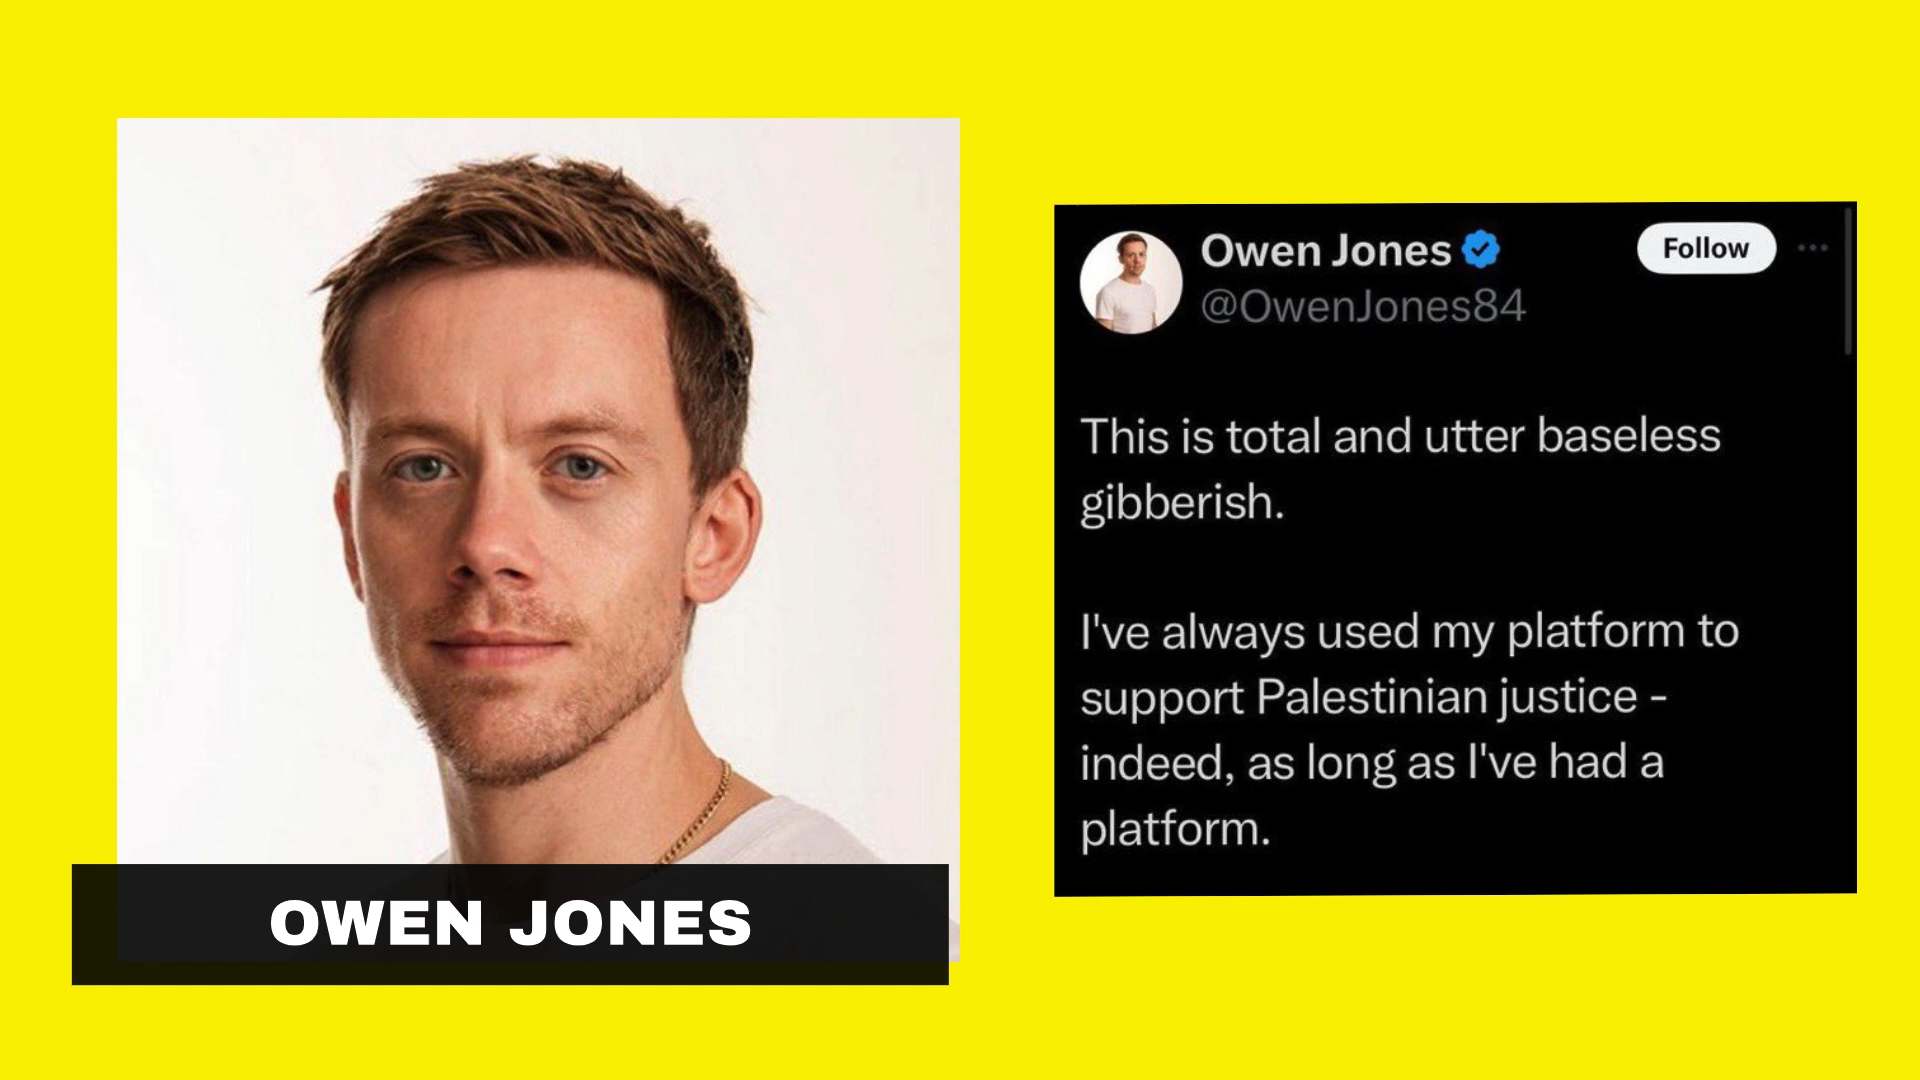 OWEN JONES
Owen Jones
Follow
@OwenJones84
This is total and utter baseless
gibberish.
I've always used my platform to
support Palestinian justice -
indeed, as long as I've had a
platform.